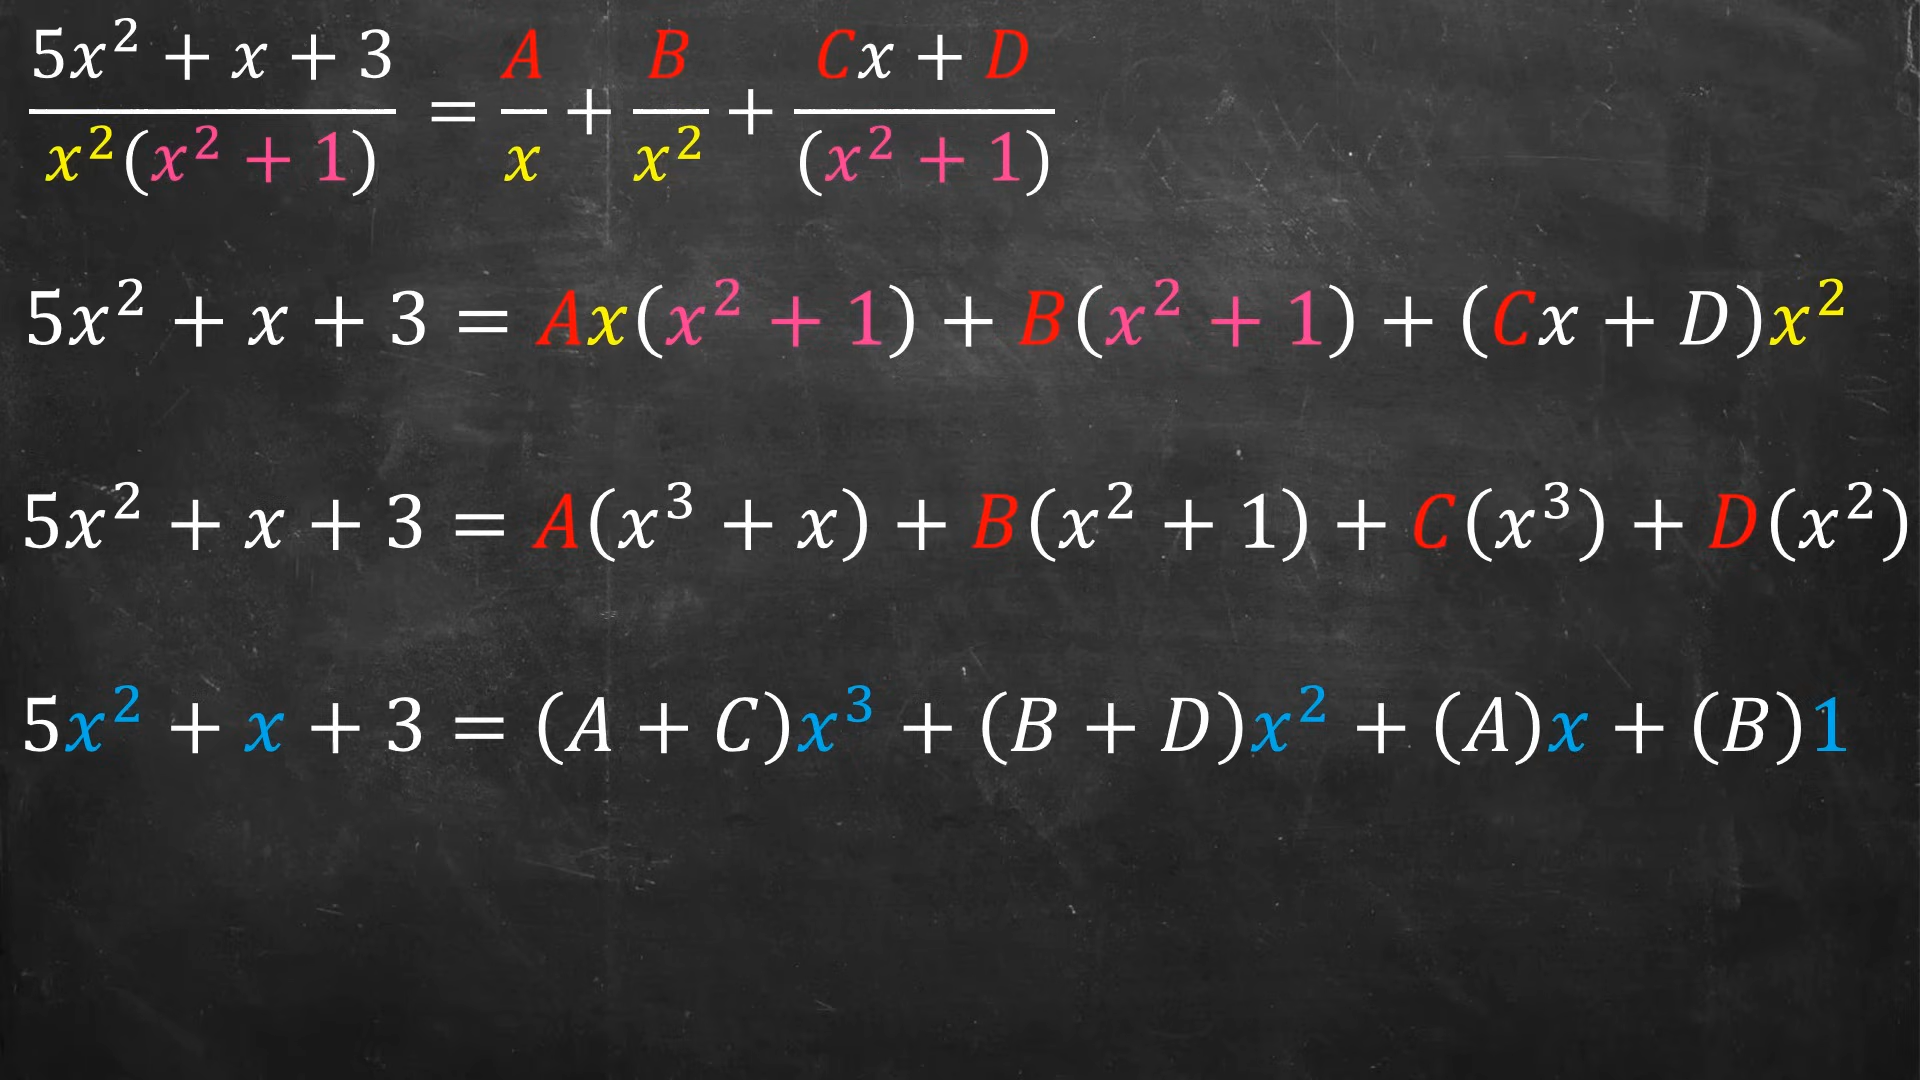 (5x² + x + 3)/(x²(x² + 1)) = A/x + B/x² + (Cx + D)/(x² + 1)
5x² + x + 3 = Ax(x² + 1) + B(x² + 1) + (Cx + D)x²
5x² + x + 3 = A(x³ + x) + B(x² + 1) + C(x³) + D(x²)
5x² + x + 3 = (A + C)x³ + (B + D)x² + (A)x + (B)1